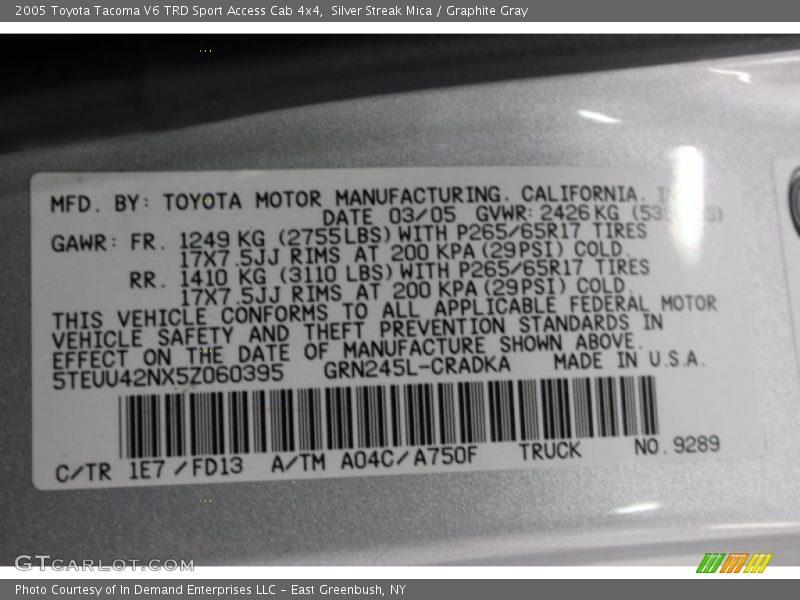 2005 Toyota Tacoma V6 TRD Sport Access Cab 4x4, Silver Streak Mica / Graphite Gray
MFD. BY: TOYOTA MOTOR MANUFACTURING, CALIFORNIA.
DATE 03/05 GVWR: 2426 KG
GAWR: FR. 1249 KG (2755 LBS) WITH P265/65R17 TIRES
17X7.5JJ RIMS AT 200 KPA (29 PSI) COLD.
RR. 1410 KG (3110 LBS) WITH P265/65R17 TIRES
17X7.5JJ RIMS AT 200 KPA (29 PSI) COLD.
THIS VEHICLE CONFORMS TO ALL APPLICABLE FEDERAL MOTOR
VEHICLE SAFETY AND THEFT PREVENTION STANDARDS IN
EFFECT ON THE DATE OF MANUFACTURE SHOWN ABOVE.
5TEUU42NX5Z060395 GRN245L-CRADKA MADE IN U.S.A.
C/TR 1E7 /FD13 A/TM A04C/A750F TRUCK NO. 9289
GTCarLot.com
Photo Courtesy of In Demand Enterprises LLC - East Greenbush, NY